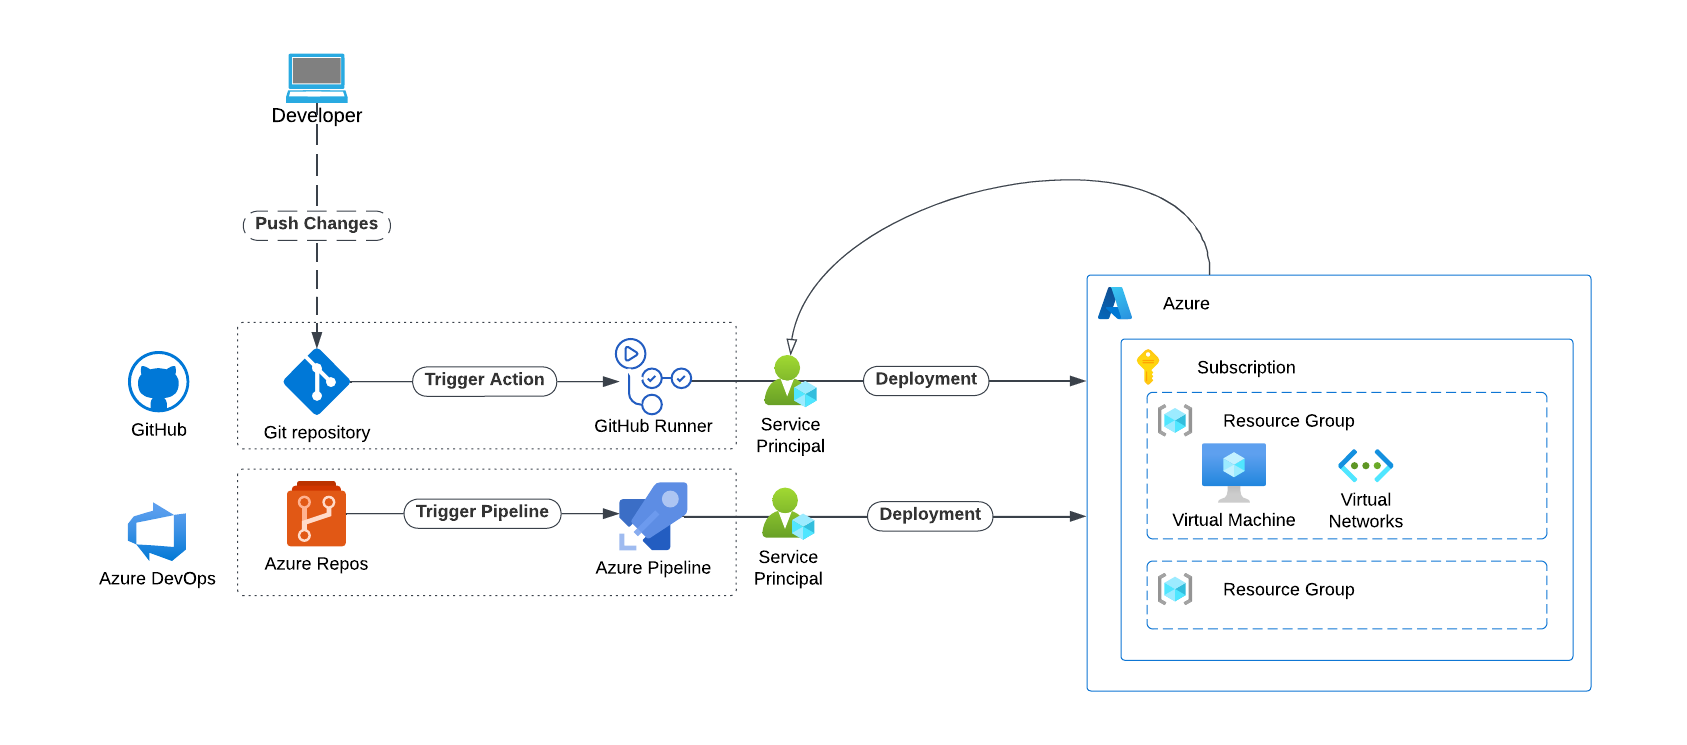 Developer
Push Changes
Azure
Subscription
GitHub
Git repository
Trigger Action
GitHub Runner
Service
Principal
Deployment
Resource Group
Virtual Machine
Virtual
Networks
Azure DevOps
Azure Repos
Trigger Pipeline
Azure Pipeline
Service
Principal
Deployment
Resource Group